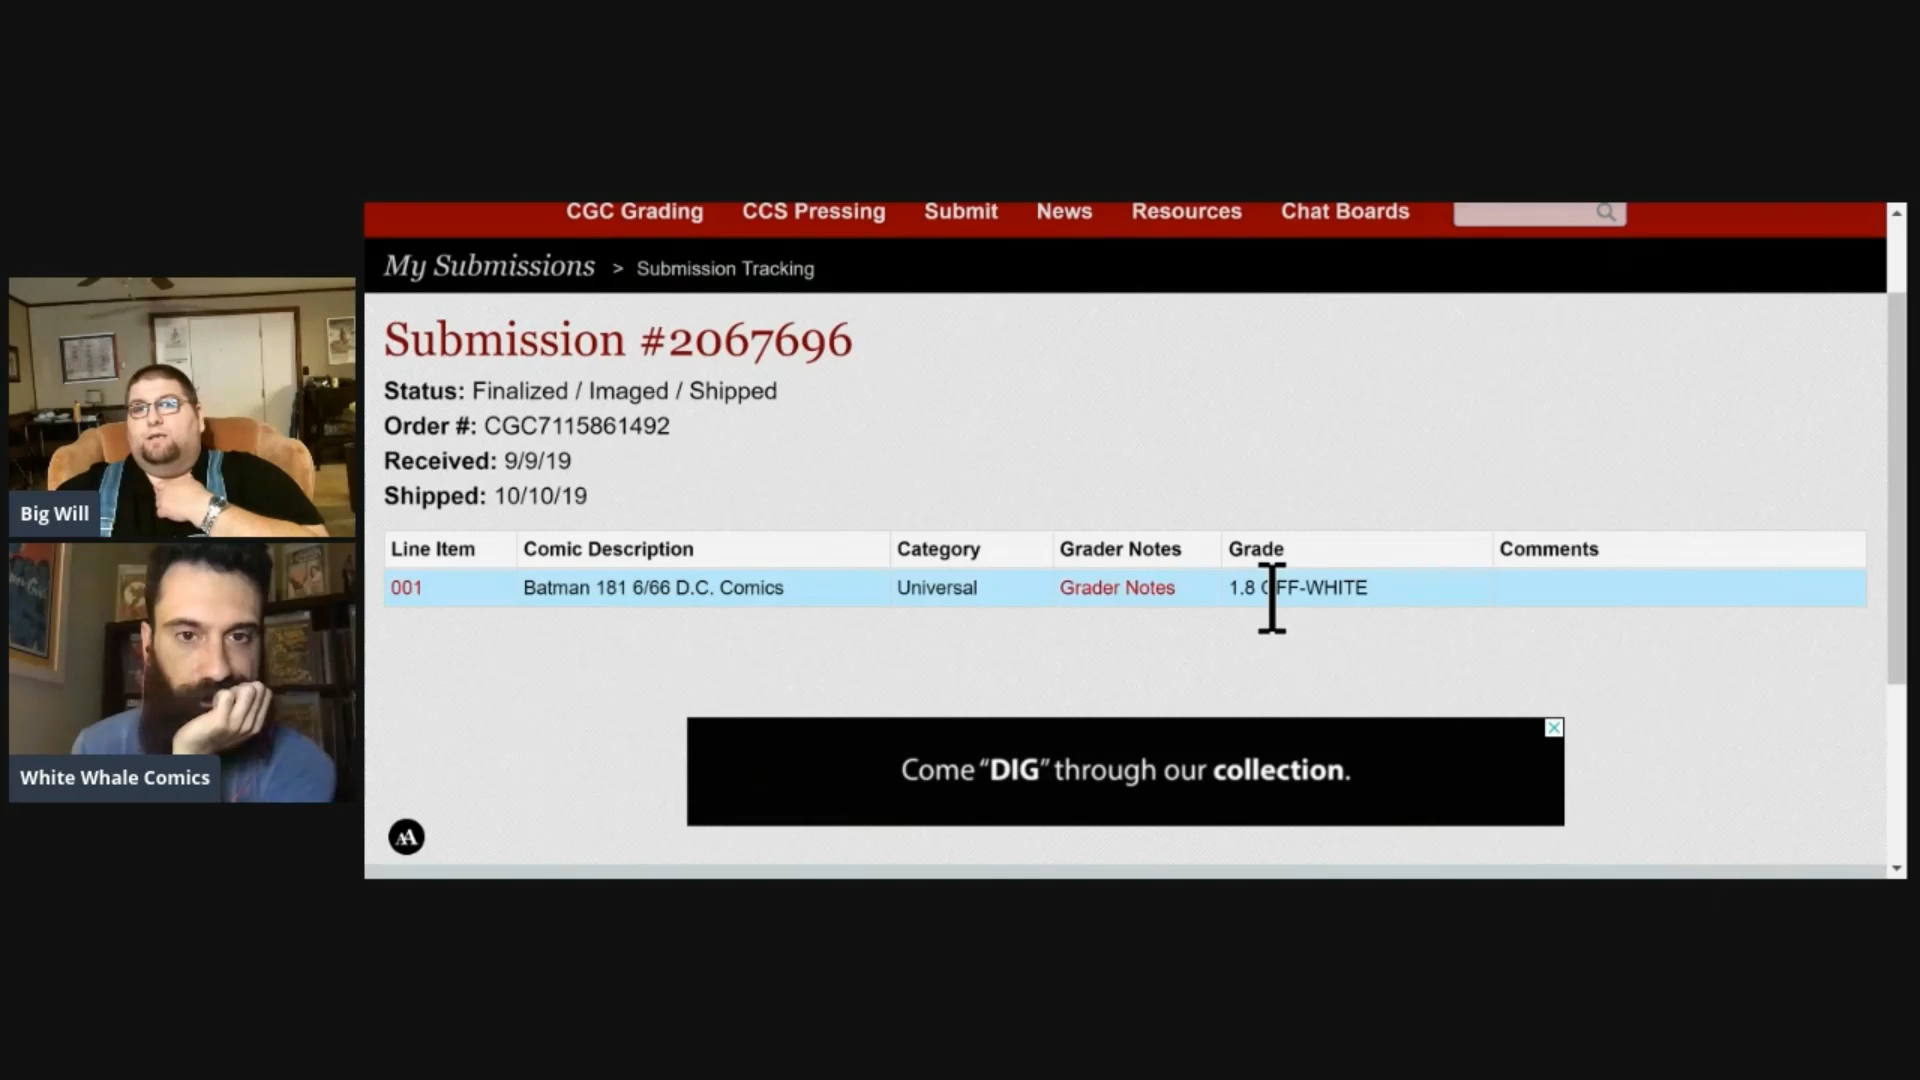 CGC Grading CCS Pressing Submit News Resources Chat Boards
My Submissions > Submission Tracking
Submission #2067696
Status: Finalized / Imaged / Shipped
Order #: CGC7115861492
Received: 9/9/19
Shipped: 10/10/19
Line Item Comic Description Category Grader Notes Grade Comments
001 Batman 181 6/66 D.C. Comics Universal Grader Notes 1.8 OFF-WHITE
Come “DIG” through our collection.
AA
Big Will
White Whale Comics